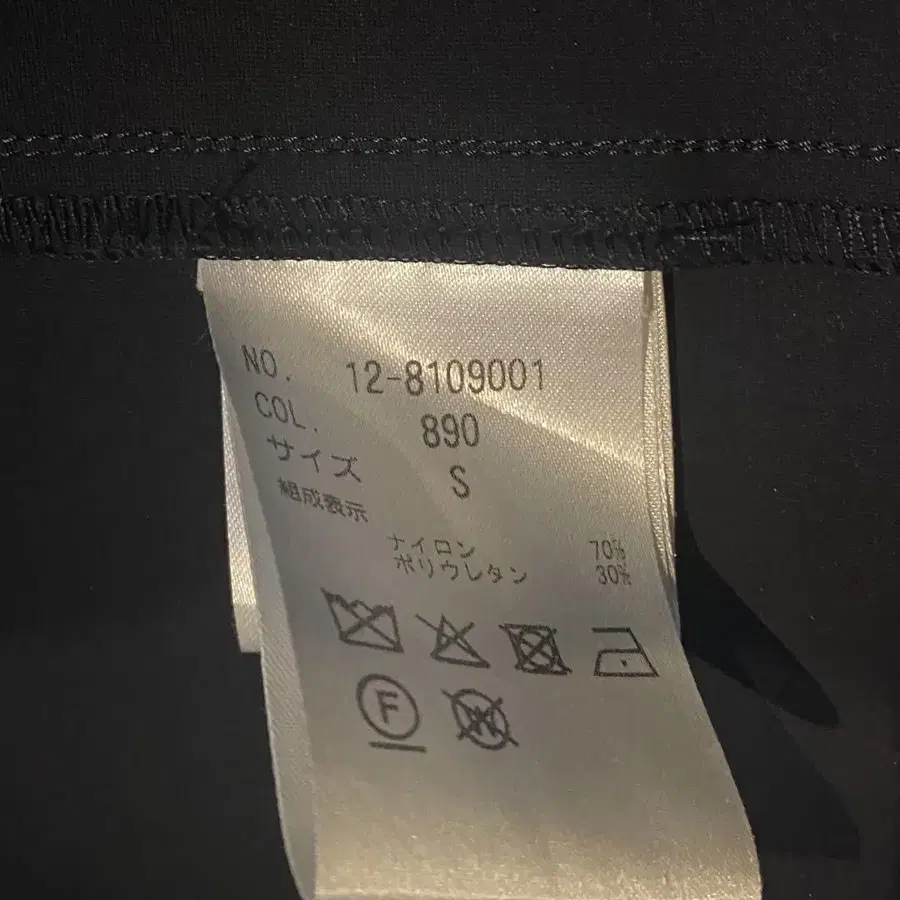 NO. 12-8109001
COL. 890
サイズ S
組成表示
ナイロン 70%
ポリウレタン 30%
F
W